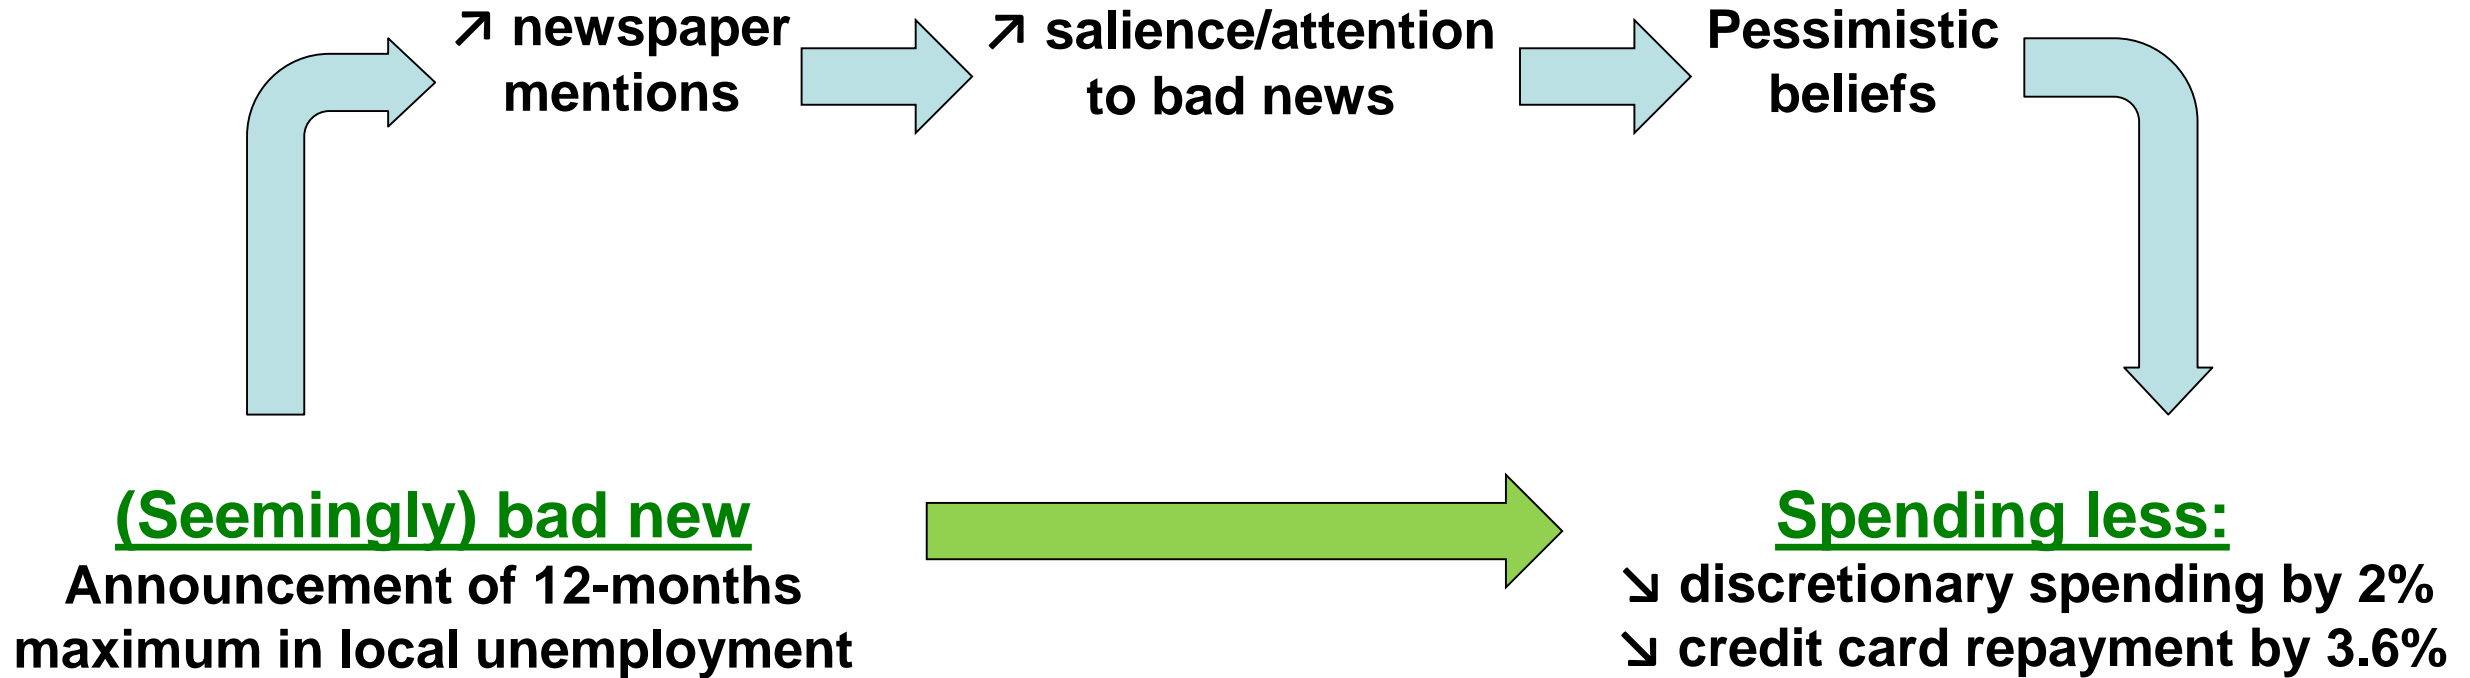 ↗ newspaper
mentions
↗ salience/attention
to bad news
Pessimistic
beliefs
(Seemingly) bad new
Announcement of 12-months
maximum in local unemployment
Spending less:
↘ discretionary spending by 2%
↘ credit card repayment by 3.6%